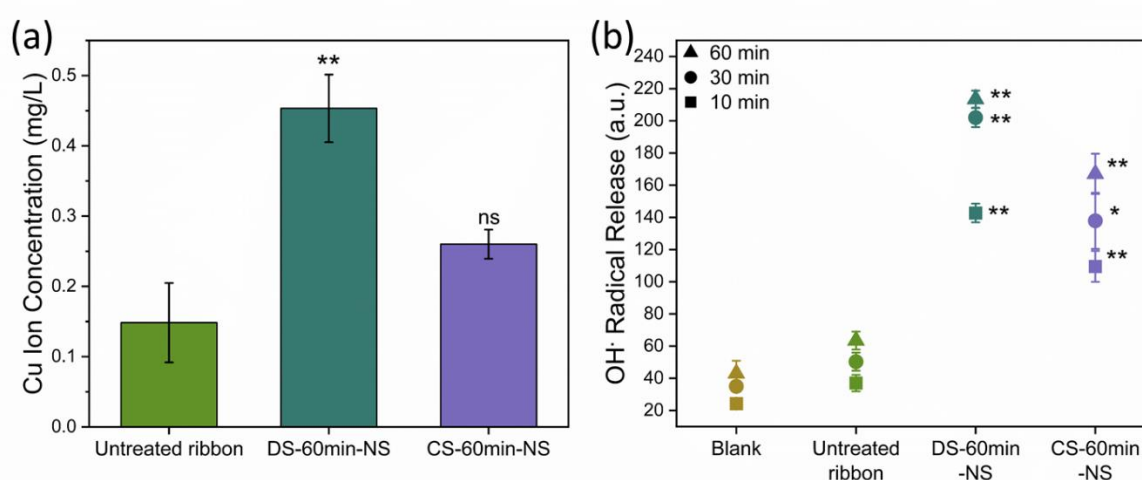 (a)
Cu Ion Concentration (mg/L)
0.5
0.4
0.3
0.2
0.1
0.0
**
ns
Untreated ribbon
DS-60min-NS
CS-60min-NS
(b)
OH· Radical Release (a.u.)
240
220
200
180
160
140
120
100
80
60
40
20
60 min
30 min
10 min
**
**
**
**
*
**
Blank
Untreated
ribbon
DS-60min
-NS
CS-60min
-NS